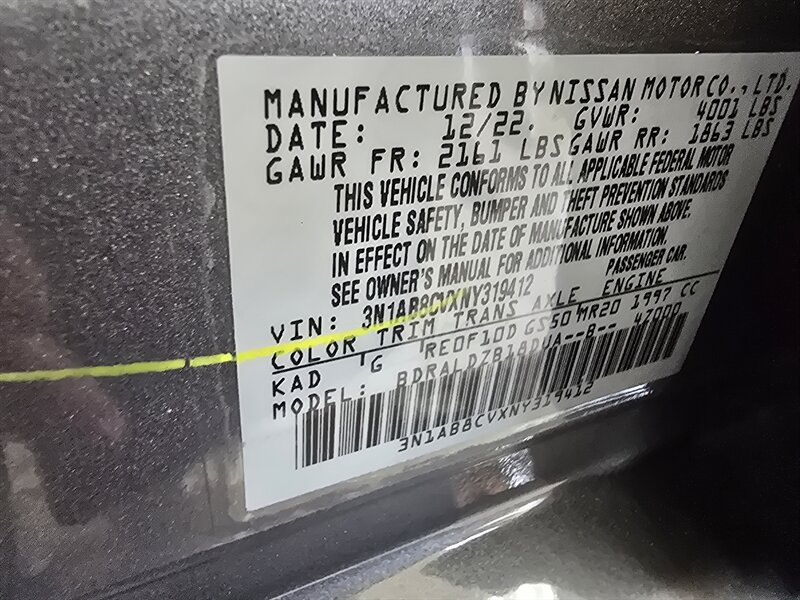 MANUFACTURED BY NISSAN MOTOR CO., LTD.
DATE: 12/22. GVWR: 4001 LBS
GAWR FR: 2161 LBS GAWR RR: 1863 LBS
THIS VEHICLE CONFORMS TO ALL APPLICABLE FEDERAL MOTOR
VEHICLE SAFETY, BUMPER AND THEFT PREVENTION STANDARDS
IN EFFECT ON THE DATE OF MANUFACTURE SHOWN ABOVE.
SEE OWNER'S MANUAL FOR ADDITIONAL INFORMATION.
PASSENGER CAR.
VIN: 3N1AB8CVXNY319412
COLOR TRIM TRANS AXLE ENGINE
KAD G RE0F10D GS50 MR20 1997 CC
MODEL: BDRALDZB18DUA--B-- 4Z000
3N1AB8CVXNY319412